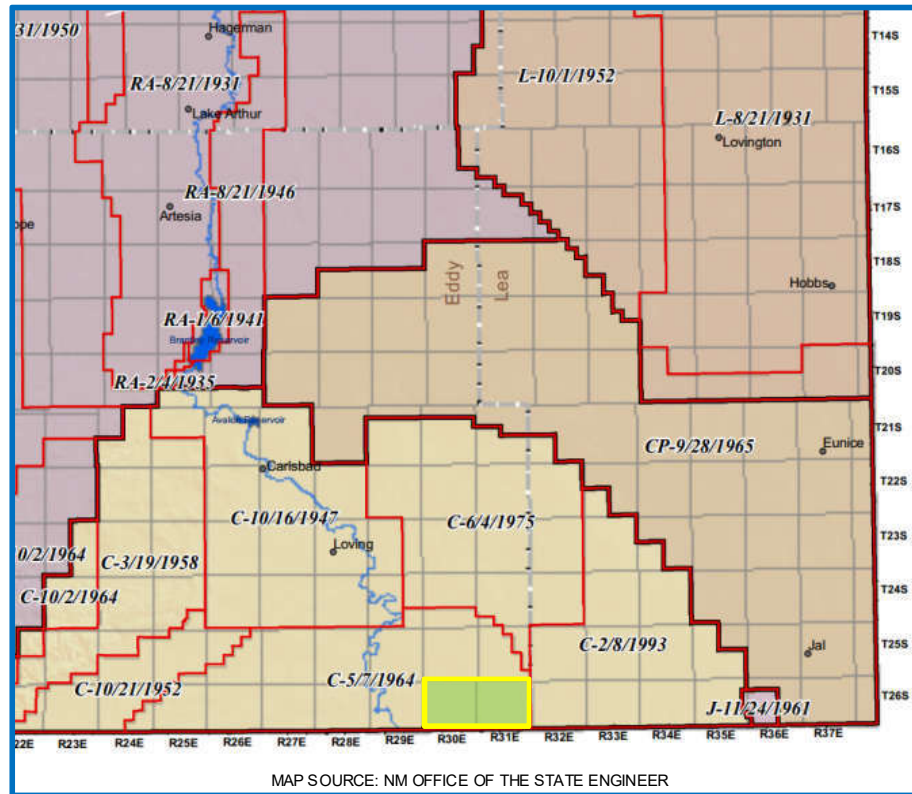 /31/1950
Hagerman
T14S
L-10/1/1952
RA-8/21/1931
T15S
Lake Arthur
L-8/21/1931
Lovington
T16S
RA-8/21/1946
Artesia
T17S
ope
T18S
Eddy
Lea
Hobbs
RA-1/6/1941
T19S
RA-2/4/1935
T20S
Avalon Reservoir
T21S
CP-9/28/1965
Eunice
Carlsbad
T22S
C-10/16/1947
C-6/4/1975
T23S
Loving
0/2/1964
C-3/19/1958
T24S
C-10/2/1964
C-2/8/1993
Jal
T25S
C-5/7/1964
C-10/21/1952
T26S
J-11/24/1961
22E
R23E
R24E
R25E
R26E
R27E
R28E
R29E
R30E
R31E
R32E
R33E
R34E
R35E
R36E
R37E
MAP SOURCE: NM OFFICE OF THE STATE ENGINEER